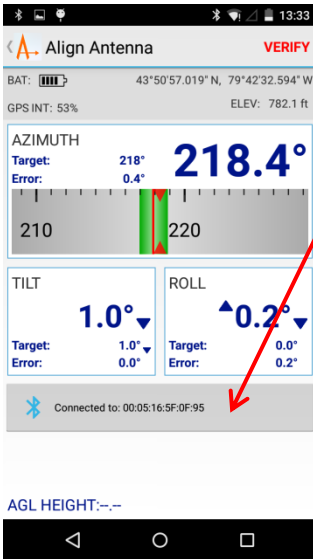 13:33
Align Antenna VERIFY
BAT: 43°50'57.019" N, 79°42'32.594" W
GPS INT: 53% ELEV: 782.1 ft
AZIMUTH
218.4°
Target: 218°
Error: 0.4°
210 220
TILT
1.0°
Target: 1.0°
Error: 0.0°
ROLL
0.2°
Target: 0.0°
Error: 0.2°
Connected to: 00:05:16:5F:0F:95
AGL HEIGHT:--.--